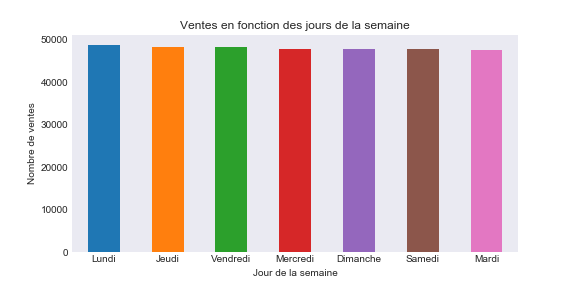 Ventes en fonction des jours de la semaine
Nombre de ventes
50000
40000
30000
20000
10000
0
Lundi Jeudi Vendredi Mercredi Dimanche Samedi Mardi
Jour de la semaine